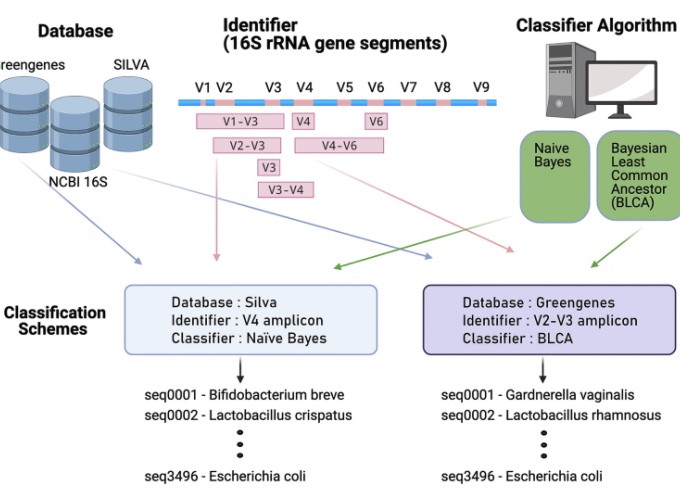 Database
Identifier
(16S rRNA gene segments)
Classifier Algorithm
reengenes
SILVA
NCBI 16S
V1 V2 V3 V4 V5 V6 V7 V8 V9
V1-V3
V4
V6
V2-V3
V4-V6
V3
V3-V4
Naive
Bayes
Bayesian
Least
Common
Ancestor
(BLCA)
Classification
Schemes
Database : Silva
Identifier : V4 amplicon
Classifier : Naïve Bayes
Database : Greengenes
Identifier : V2-V3 amplicon
Classifier : BLCA
seq0001 - Bifidobacterium breve
seq0002 - Lactobacillus crispatus
seq3496 - Escherichia coli
seq0001 - Gardnerella vaginalis
seq0002 - Lactobacillus rhamnosus
seq3496 - Escherichia coli